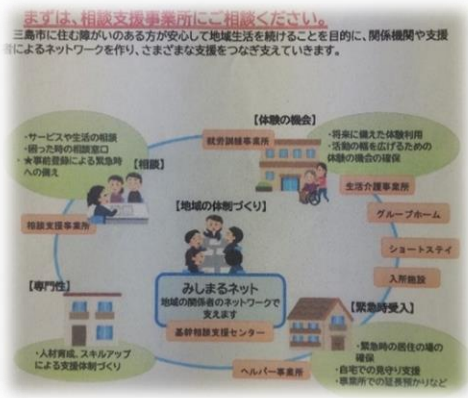 まずは、相談支援事業所にご相談ください。
三島市に住む障がいのある方が安心して地域生活を続けることを目的に、関係機関や支援
者によるネットワークを作り、さまざまな支援をつなぎ支えていきます。
【体験の機会】
・サービスや生活の相談
・困った時の相談窓口
・★事前登録による緊急時
への備え
【相談】
就労訓練事業所
・将来に備えた体験利用
・活動の幅を広げるための
体験の機会の確保
生活介護事業所
相談支援事業所
【地域の体制づくり】
グループホーム
ショートステイ
入所施設
【専門性】
みしまるネット
地域の関係者のネットワークで
支えます
基幹相談支援センター
【緊急時受入】
・人材育成、スキルアップ
による支援体制づくり
ヘルパー事業所
・緊急時の居住の場の
確保
・自宅での見守り支援
・事業所での延長預かりなど